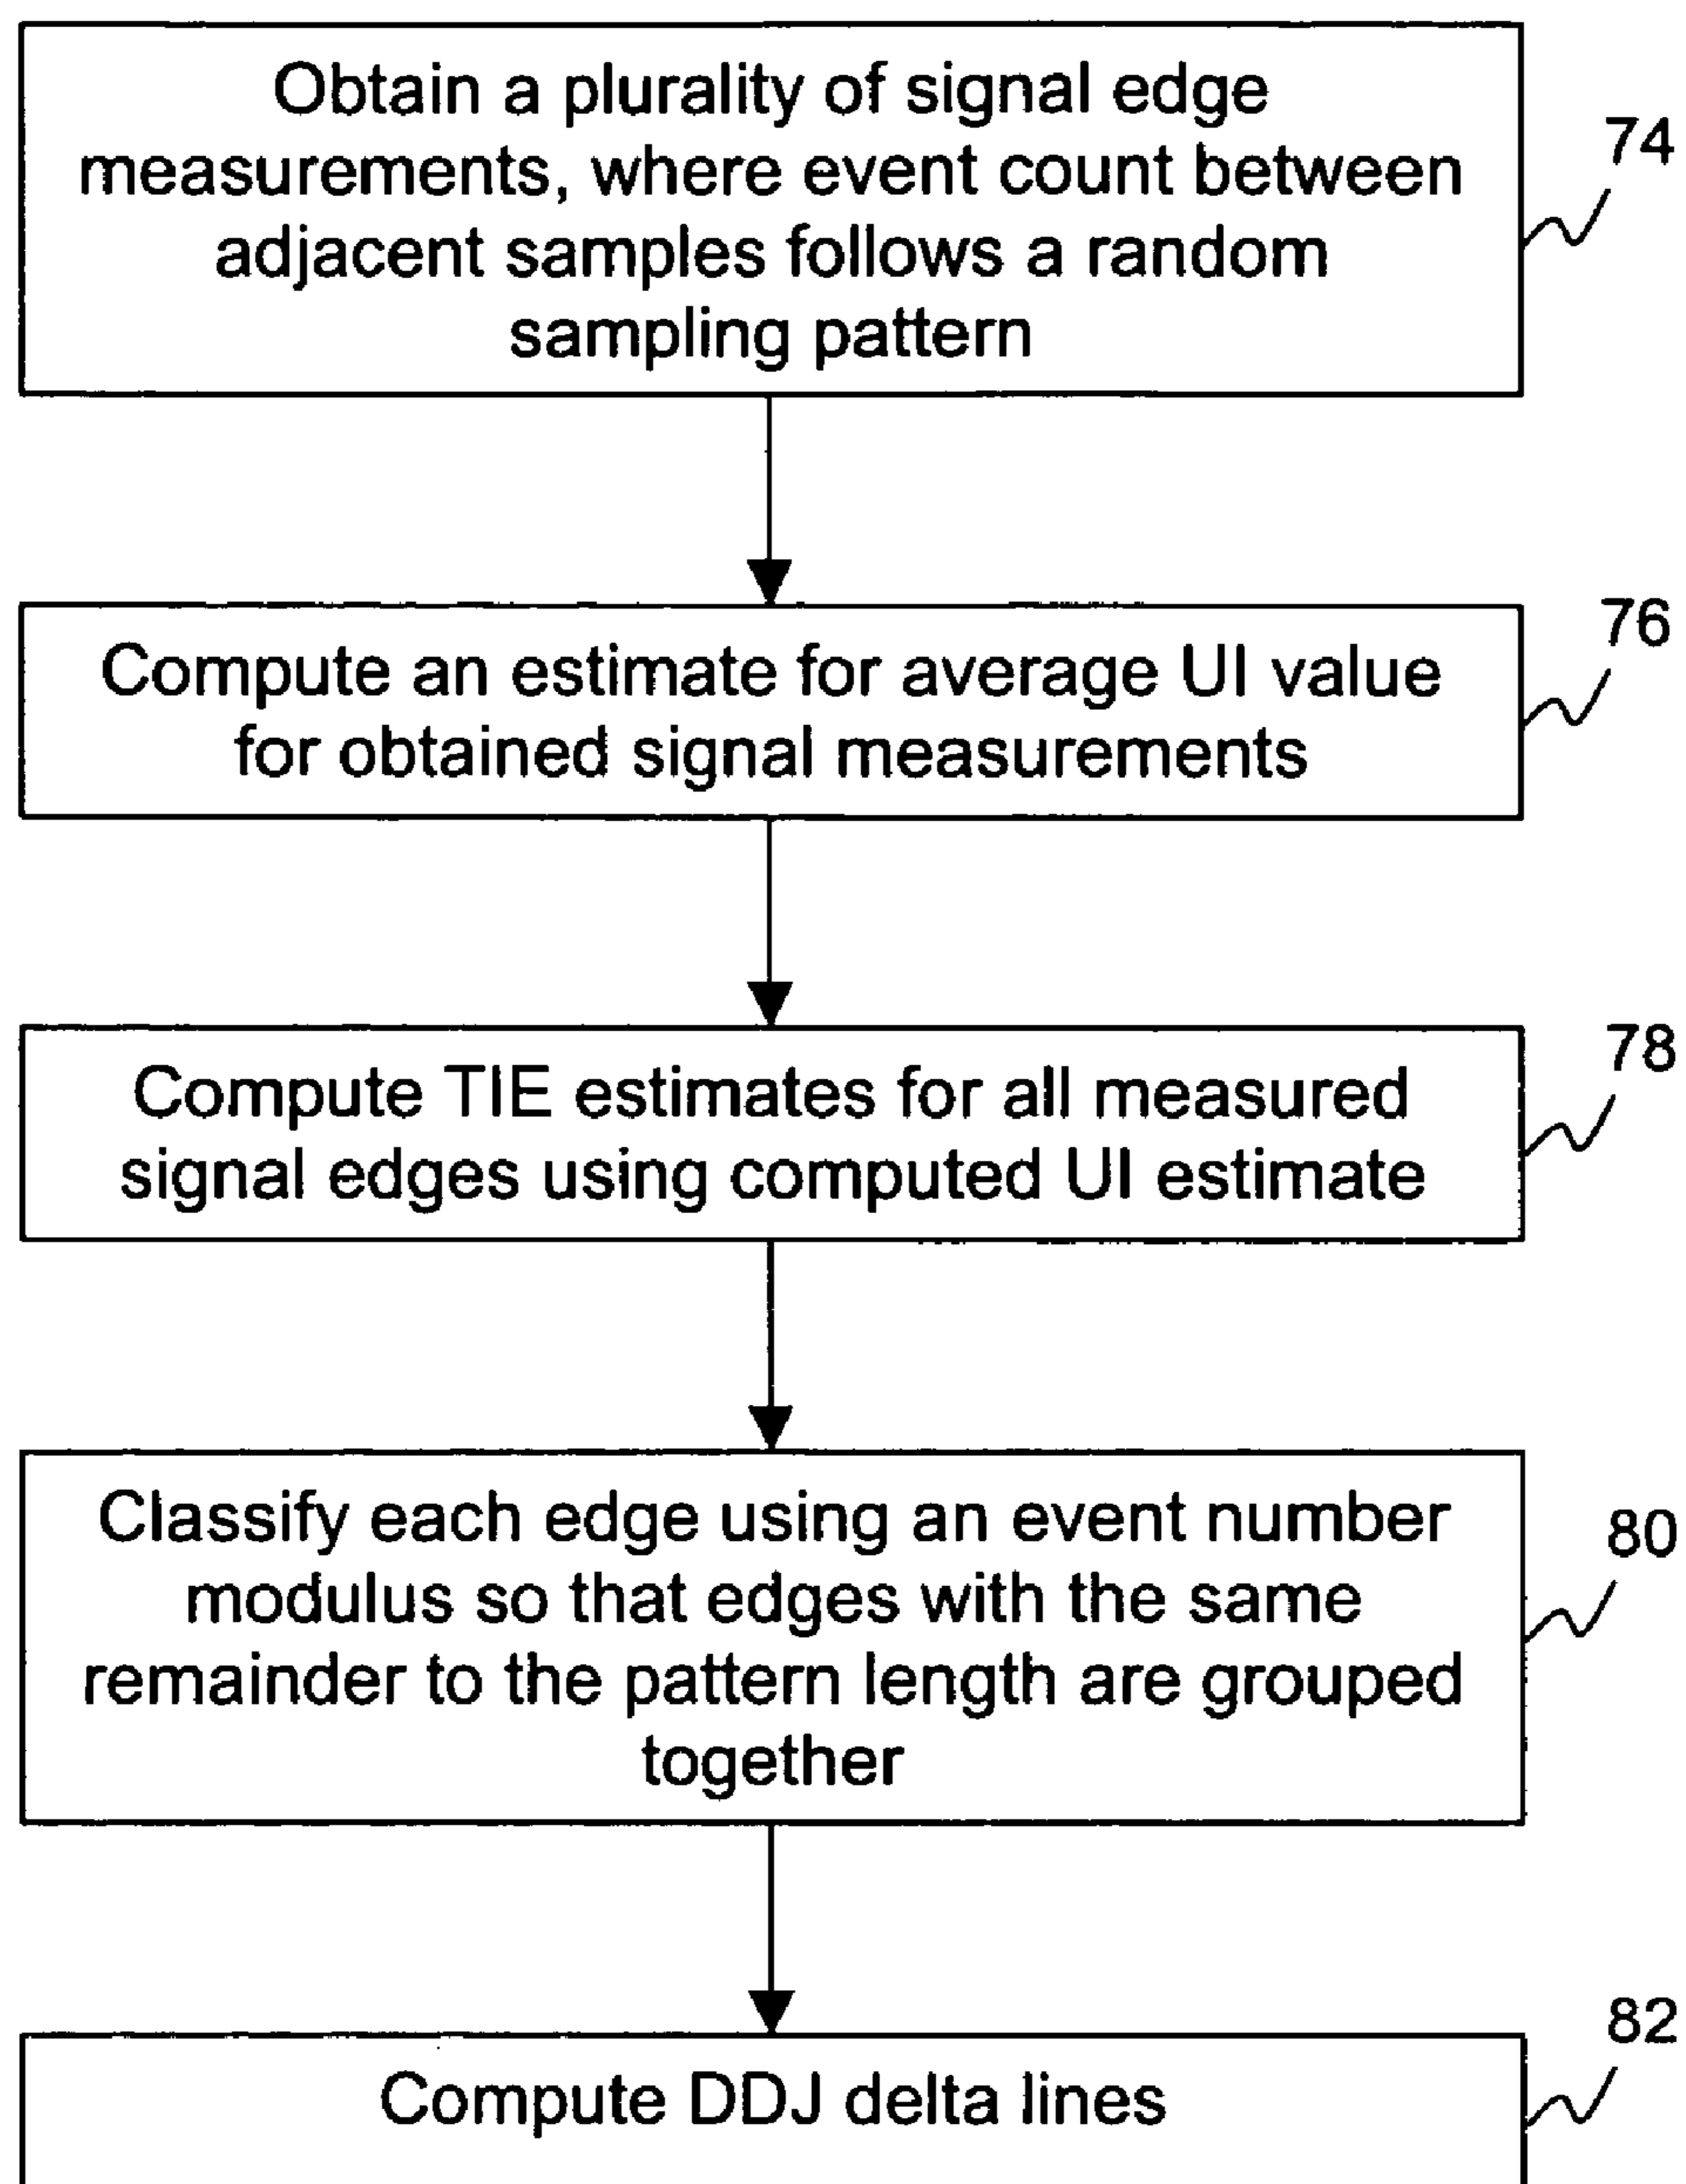 Obtain a plurality of signal edge
measurements, where event count between
adjacent samples follows a random
sampling pattern
74
Compute an estimate for average UI value
for obtained signal measurements
76
Compute TIE estimates for all measured
signal edges using computed UI estimate
78
Classify each edge using an event number
modulus so that edges with the same
remainder to the pattern length are grouped
together
80
Compute DDJ delta lines
82